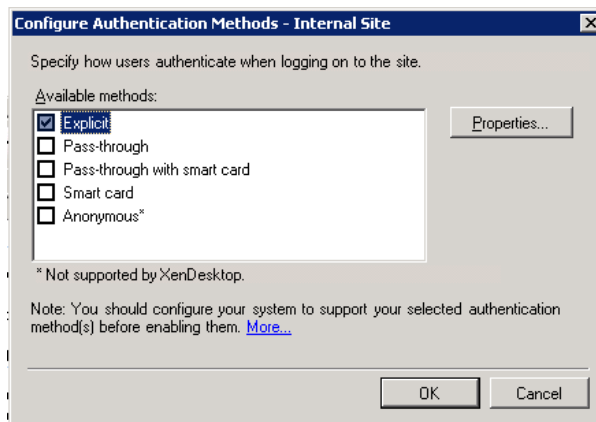 Configure Authentication Methods - Internal Site
Specify how users authenticate when logging on to the site.
Available methods:
Explicit
Properties...
Pass-through
Pass-through with smart card
Smart card
Anonymous*
* Not supported by XenDesktop.
Note: You should configure your system to support your selected authentication
method(s) before enabling them. More...
OK
Cancel